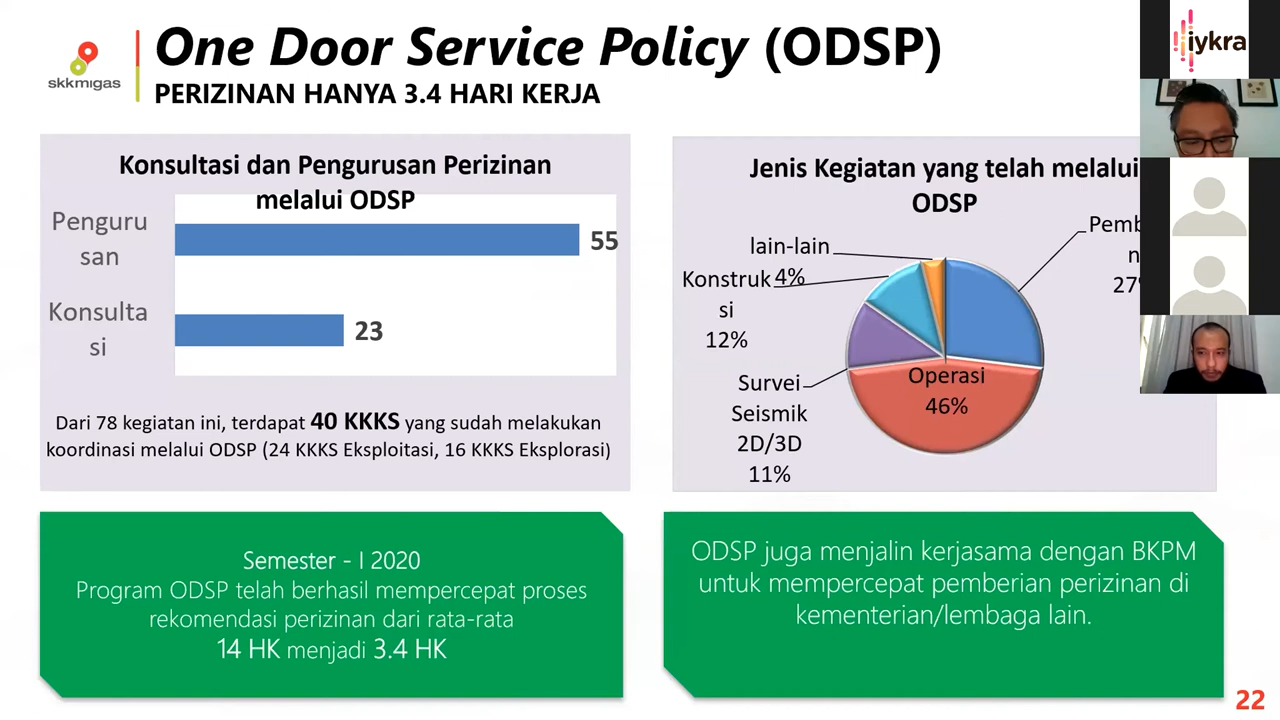 skkmigas
One Door Service Policy (ODSP)
PERIZINAN HANYA 3.4 HARI KERJA
iykra
Konsultasi dan Pengurusan Perizinan
melalui ODSP
Penguru
san
55
Konsulta
si
23
Dari 78 kegiatan ini, terdapat 40 KKKS yang sudah melakukan
koordinasi melalui ODSP (24 KKKS Eksploitasi, 16 KKKS Eksplorasi)
Jenis Kegiatan yang telah melalui
ODSP
lain-lain
4%
Konstruk
si
12%
Survei
Seismik
2D/3D
11%
Operasi
46%
Semester - I 2020
Program ODSP telah berhasil mempercepat proses
rekomendasi perizinan dari rata-rata
14 HK menjadi 3.4 HK
ODSP juga menjalin kerjasama dengan BKPM
untuk mempercepat pemberian perizinan di
kementerian/lembaga lain.
22